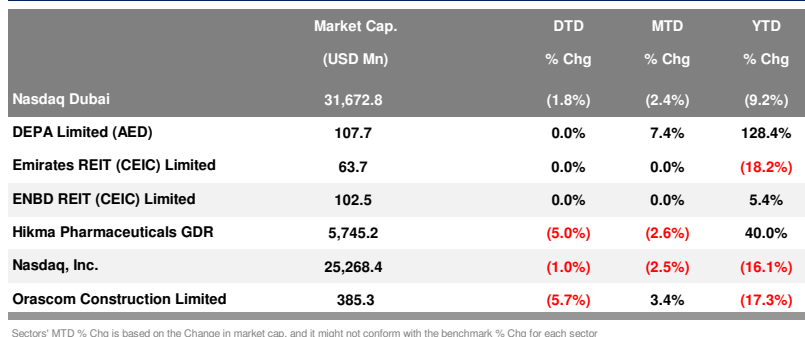 Market Cap. DTD MTD YTD
(USD Mn) % Chg % Chg % Chg
Nasdaq Dubai 31,672.8 (1.8%) (2.4%) (9.2%)
DEPA Limited (AED) 107.7 0.0% 7.4% 128.4%
Emirates REIT (CEIC) Limited 63.7 0.0% 0.0% (18.2%)
ENBD REIT (CEIC) Limited 102.5 0.0% 0.0% 5.4%
Hikma Pharmaceuticals GDR 5,745.2 (5.0%) (2.6%) 40.0%
Nasdaq, Inc. 25,268.4 (1.0%) (2.5%) (16.1%)
Orascom Construction Limited 385.3 (5.7%) 3.4% (17.3%)
Sectors' MTD % Chg is based on the Change in market cap. and it might not conform with the benchmark % Chg for each sector